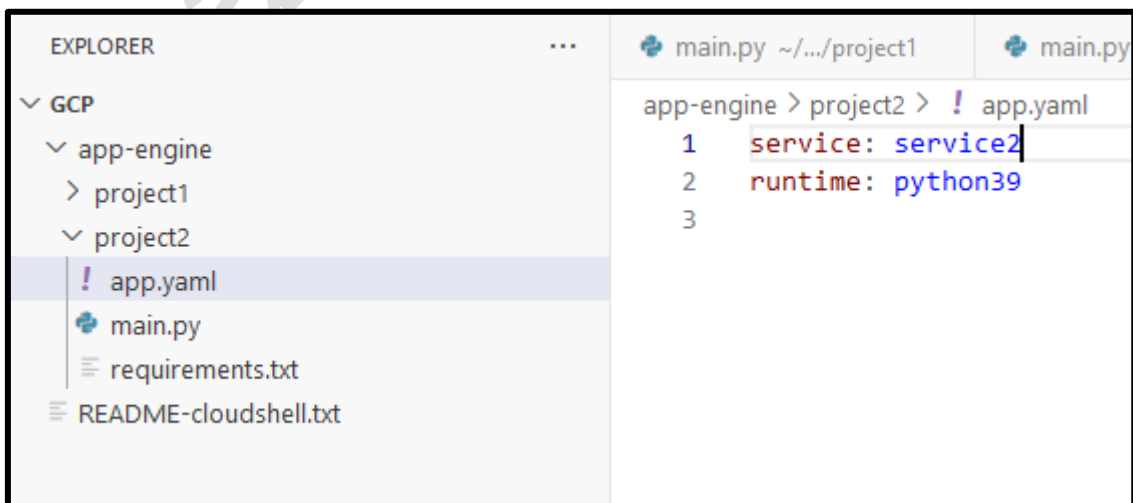 EXPLORER
GCP
app-engine
project1
project2
! app.yaml
main.py
requirements.txt
README-cloudshell.txt
main.py ~/.../project1
main.py
app-engine > project2 > ! app.yaml
1 service: service2
2 runtime: python39
3